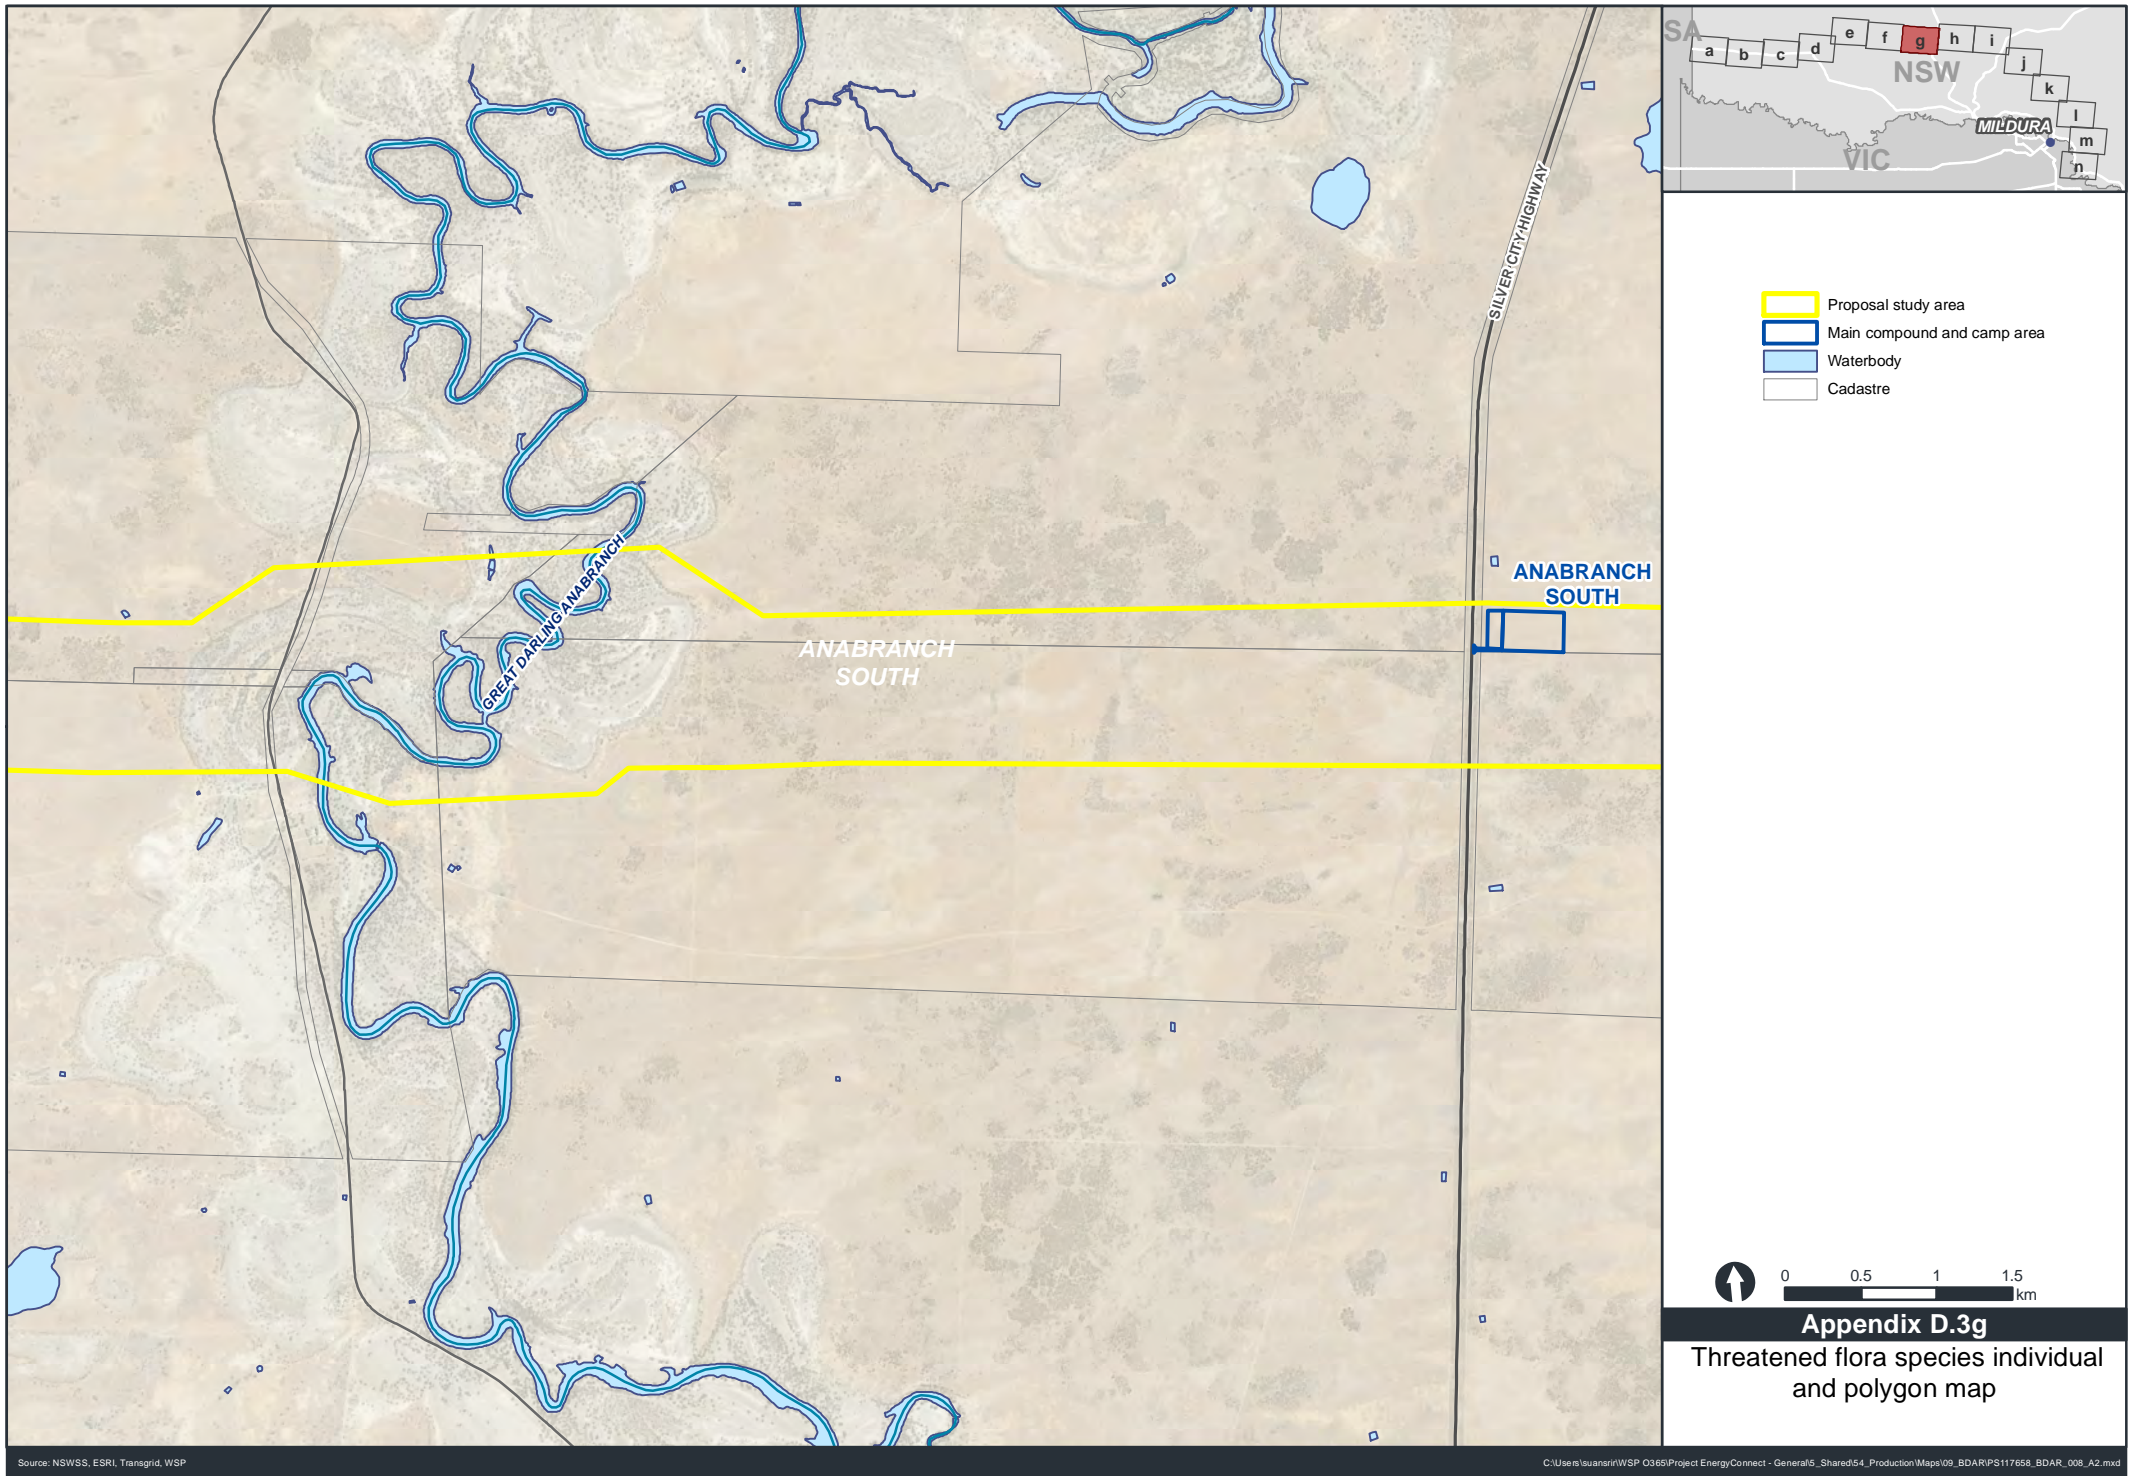 SA
a
b
c
d
e
f
g
h
i
j
k
l
m
n
NSW
MILDURA
VIC
SILVER CITY HIGHWAY
Proposal study area
Main compound and camp area
Waterbody
Cadastre
GREAT DARLING ANABRANCH
ANABRANCH
SOUTH
ANABRANCH
SOUTH
0 0.5 1 1.5
km
Appendix D.3g
Threatened flora species individual
and polygon map
Source: NSWSS, ESRI, Transgrid, WSP
C:\Users\suansrir\WSP O365\Project EnergyConnect - General\5_Shared\54_Production\Maps\09_BDAR\PS117658_BDAR_008_A2.mxd